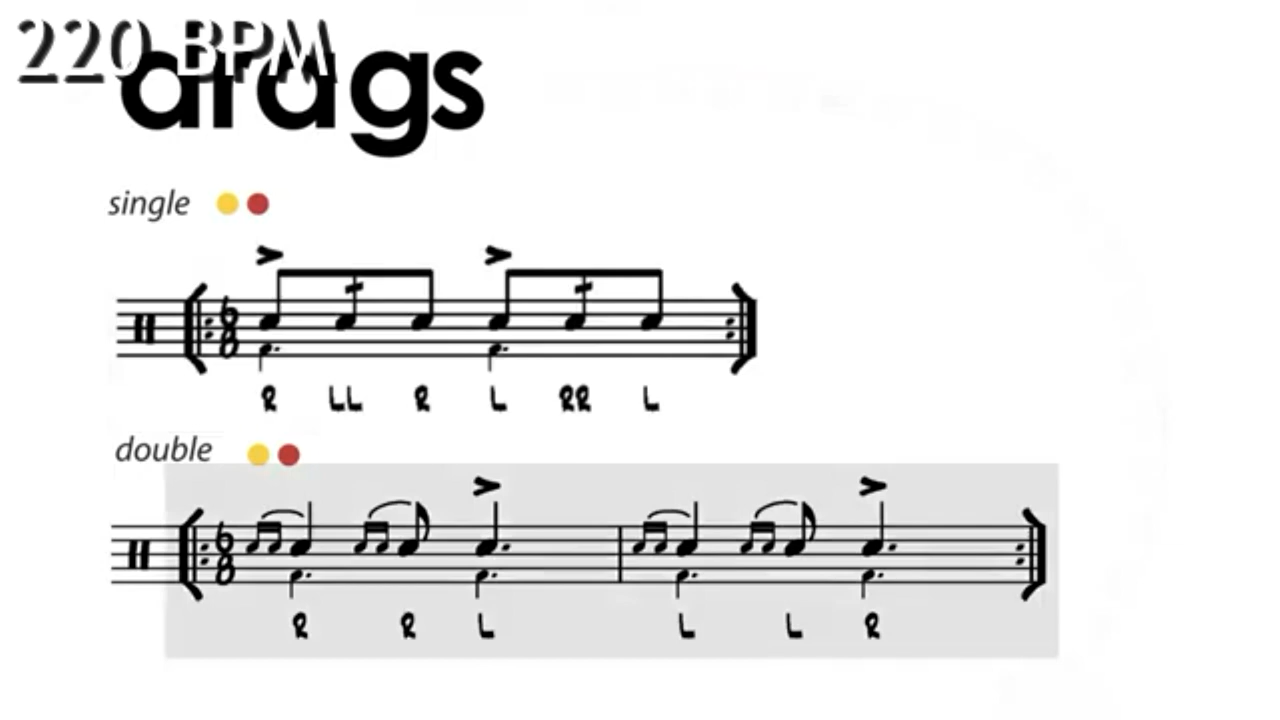 220 BPM
drags
single
R LL R L RR L
double
R R L L L R